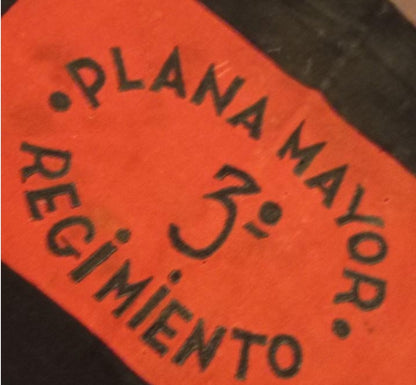 • PLANA MAYOR •
3º
REGiMiENTO